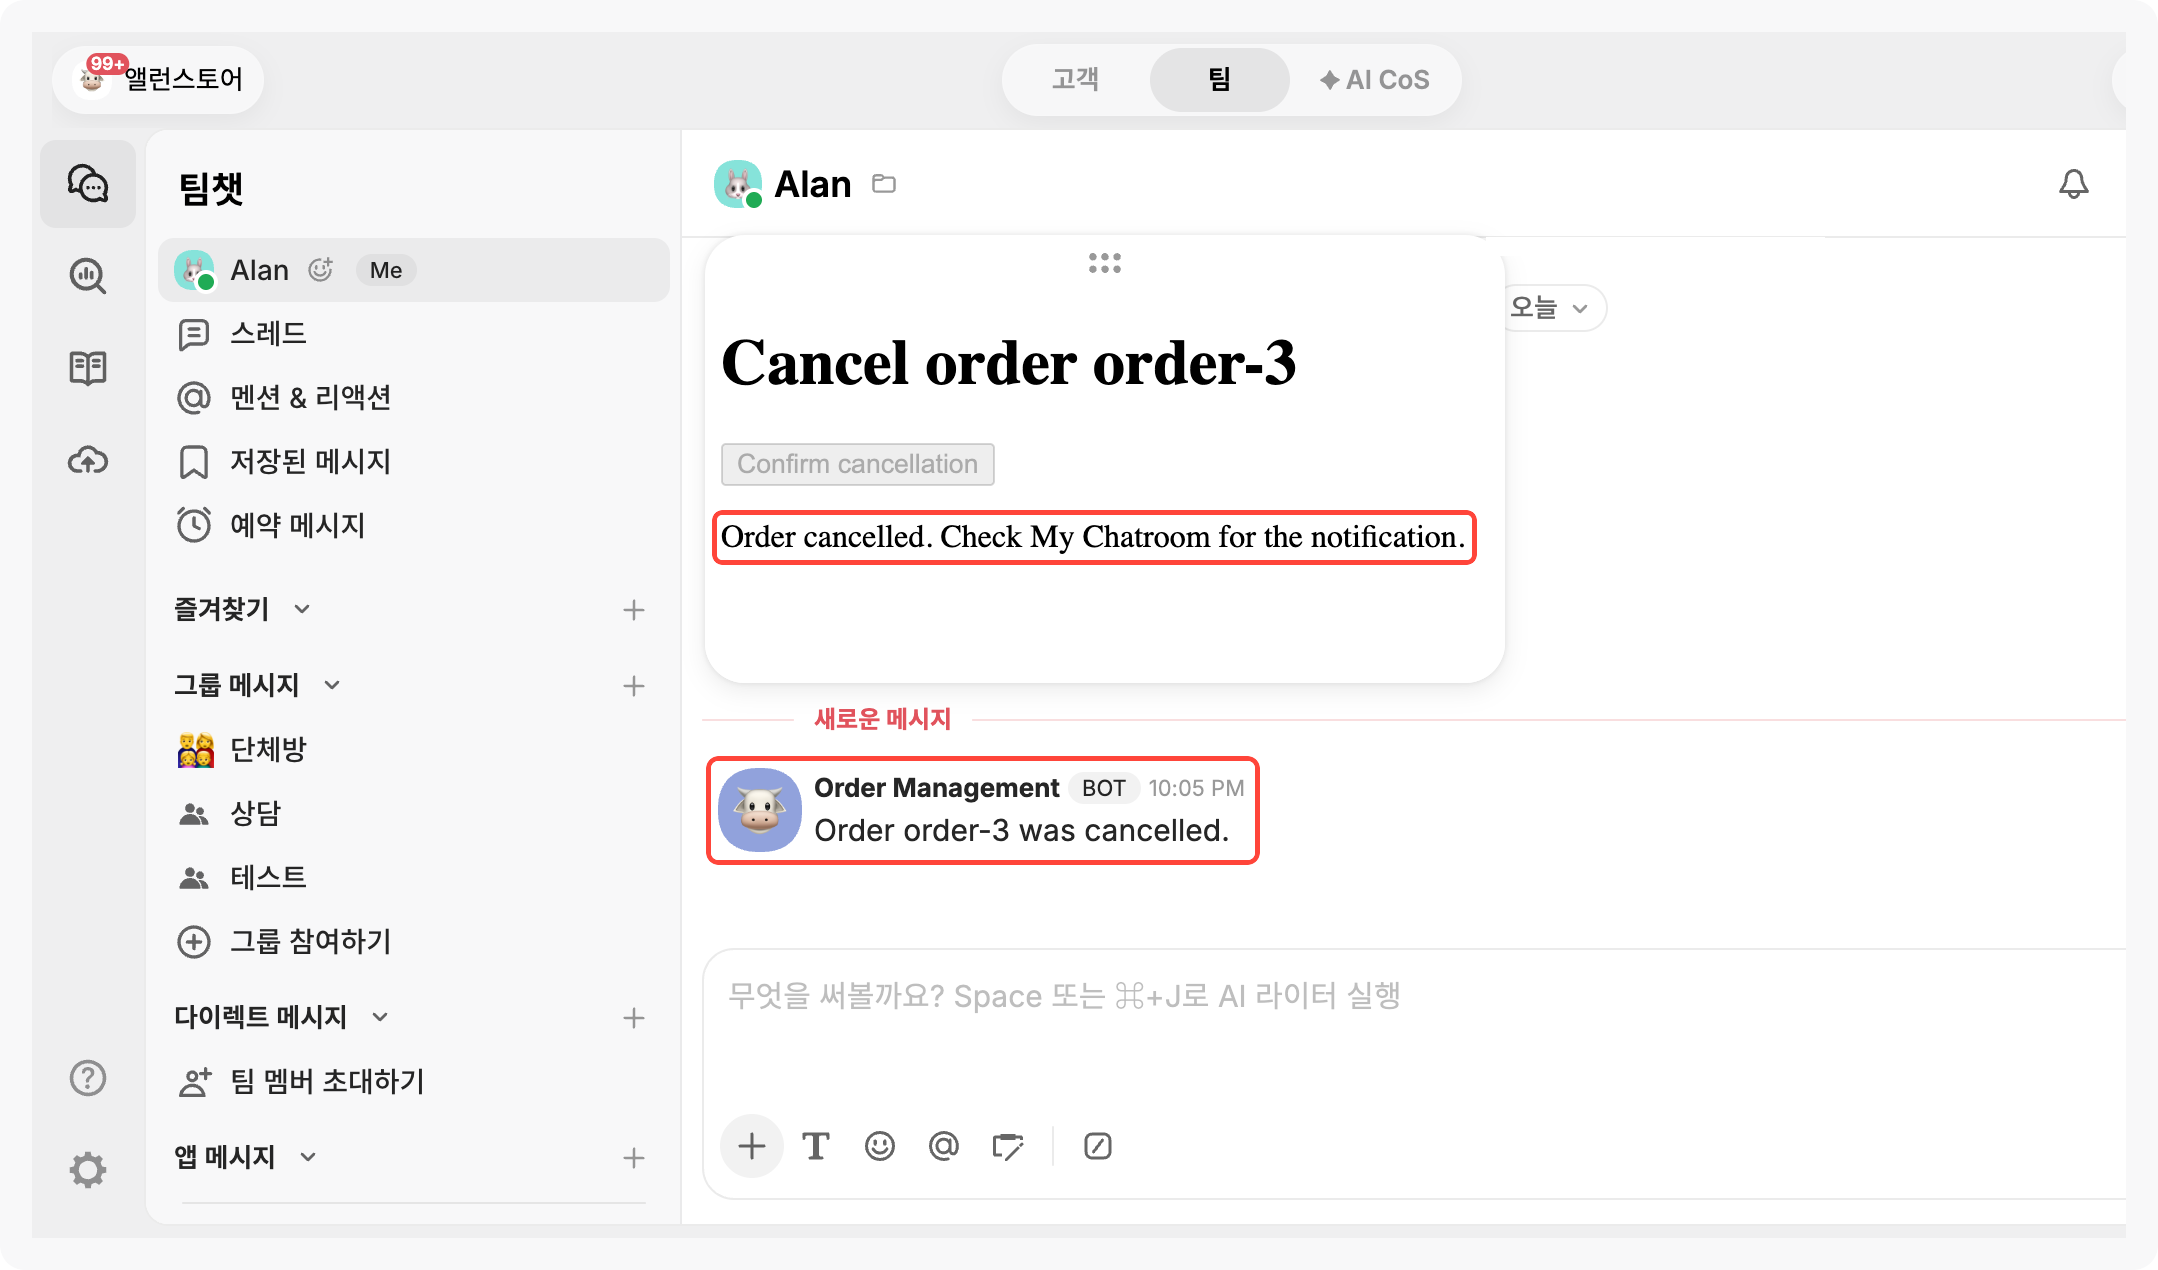 99+
앨런스토어
고객
팀
AI CoS
팀챗
Alan
Me
스레드
멘션 & 리액션
저장된 메시지
예약 메시지
즐겨찾기
그룹 메시지
단체방
상담
테스트
그룹 참여하기
다이렉트 메시지
팀 멤버 초대하기
앱 메시지
Alan
오늘
Cancel order order-3
Confirm cancellation
Order cancelled. Check My Chatroom for the notification.
새로운 메시지
Order Management BOT 10:05 PM
Order order-3 was cancelled.
무엇을 써볼까요? Space 또는 ⌘+J로 AI 라이터 실행